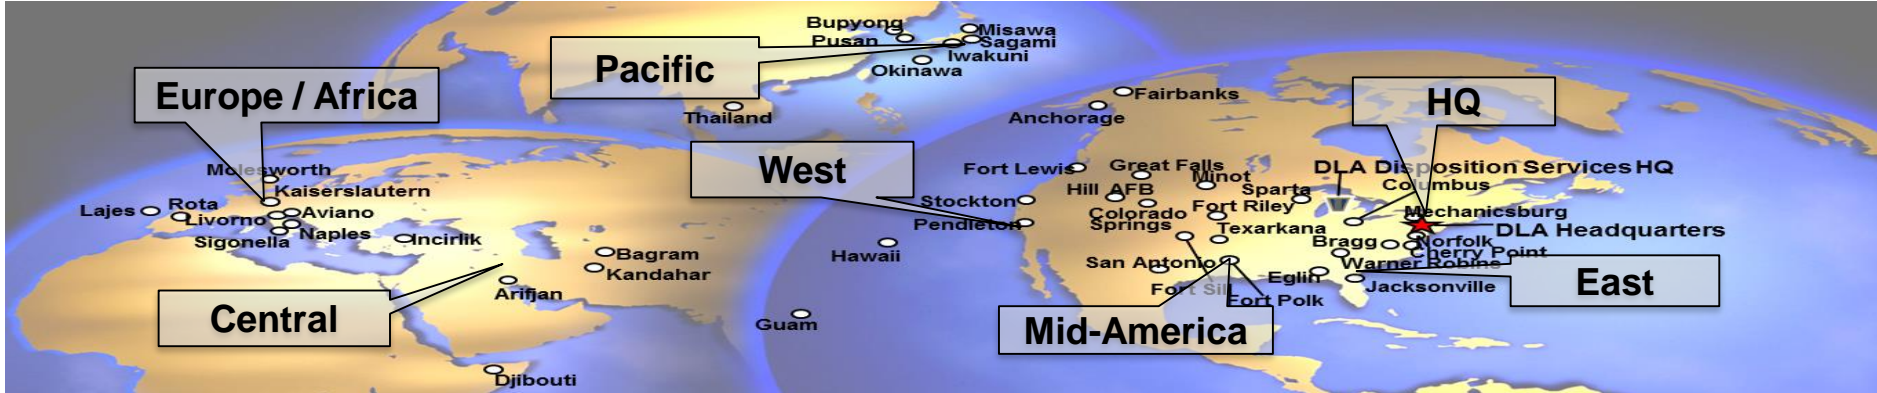 Bupyong
Misawa
Pusan
Sagami
Iwakuni
Okinawa
Pacific
Thailand
Europe / Africa
Molesworth
Kaiserslautern
Lajes
Rota
Livorno
Aviano
Sigonella
Naples
Incirlik
Bagram
Kandahar
Arifjan
Central
Djibouti
Fairbanks
Anchorage
HQ
West
Fort Lewis
Great Falls
Minot
DLA Disposition Services HQ
Columbus
Hill AFB
Sparta
Stockton
Colorado
Springs
Fort Riley
Mechanicsburg
Pendleton
Texarkana
DLA Headquarters
Bragg
Norfolk
Cherry Point
Hawaii
San Antonio
Warner Robins
Eglin
East
Fort Sill
Jacksonville
Fort Polk
Guam
Mid-America